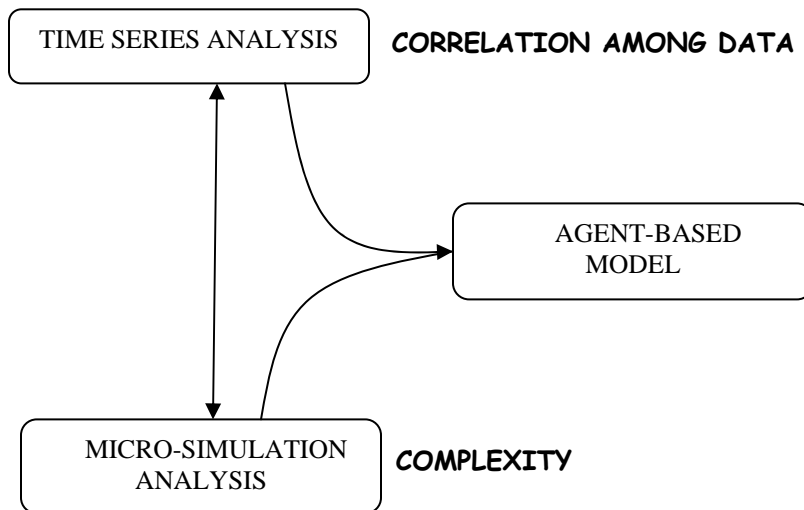 TIME SERIES ANALYSIS
CORRELATION AMONG DATA
AGENT-BASED
MODEL
MICRO-SIMULATION
ANALYSIS
COMPLEXITY